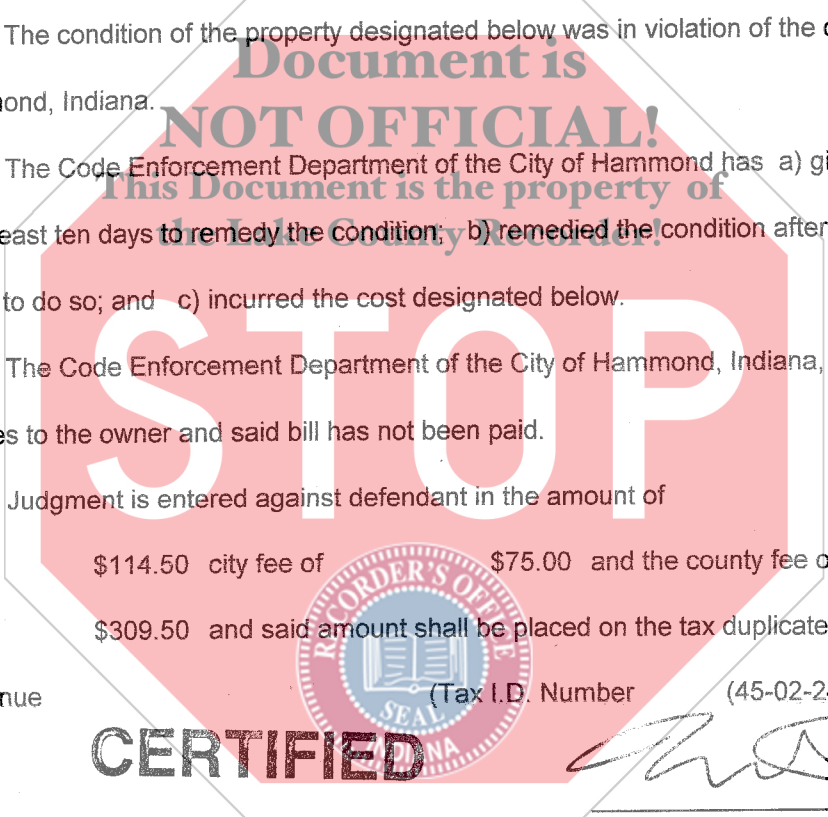 The condition of the property designated below was in violation of the
Document is
ond, Indiana.
NOT OFFICIAL!
The Code Enforcement Department of the City of Hammond has a) gi
This Document is the property of
east ten days to remedy the condition; b) remedied the condition after
the Lake County Recorder!
to do so; and c) incurred the cost designated below.
STOP
The Code Enforcement Department of the City of Hammond, Indiana,
s to the owner and said bill has not been paid.
Judgment is entered against defendant in the amount of
$114.50 city fee of $75.00 and the county fee o
$309.50 and said amount shall be placed on the tax duplicate
RECORDER'S OFFICE
nue (Tax I.D. Number (45-02-2
SEAL
INDIANA
CERTIFIED